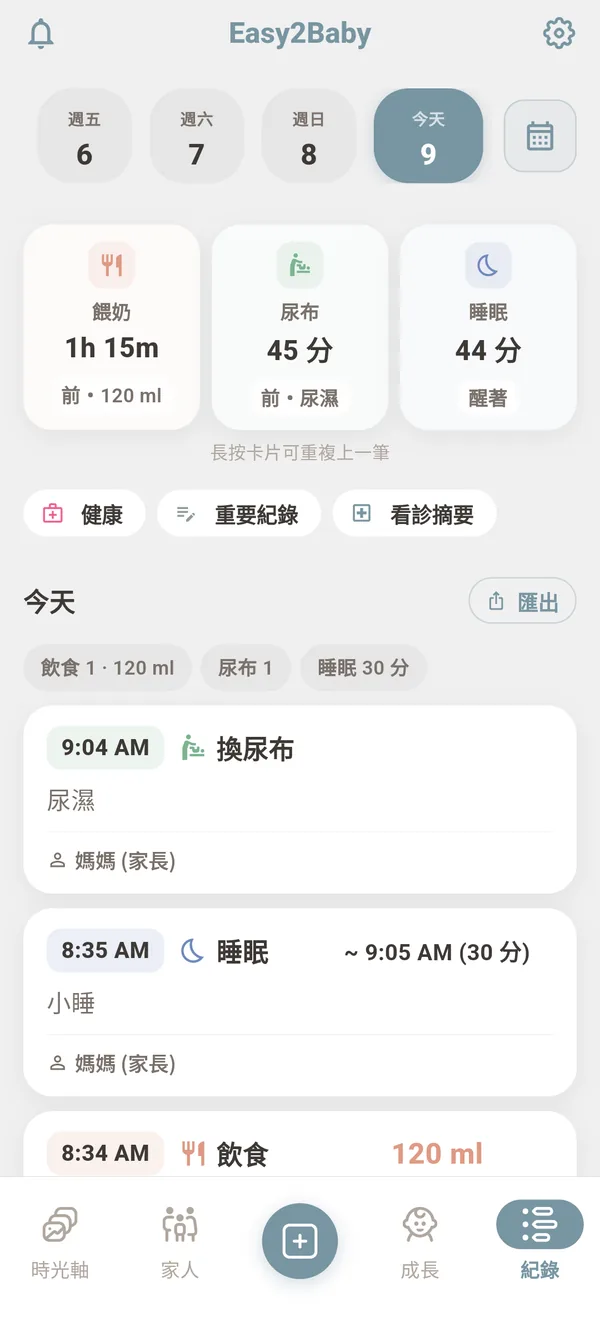 Easy2Baby
週五 週六 週日 今天
6 7 8 9
餵奶 尿布 睡眠
1h 15m 45 分 44 分
前・120 ml 前・尿濕 醒著
長按卡片可重複上一筆
健康 重要紀錄 看診摘要
今天 匯出
飲食 1 · 120 ml 尿布 1 睡眠 30 分
9:04 AM 換尿布
尿濕
媽媽 (家長)
8:35 AM 睡眠 ~ 9:05 AM (30 分)
小睡
媽媽 (家長)
8:34 AM 飲食 120 ml
時光軸 家人 成長 紀錄